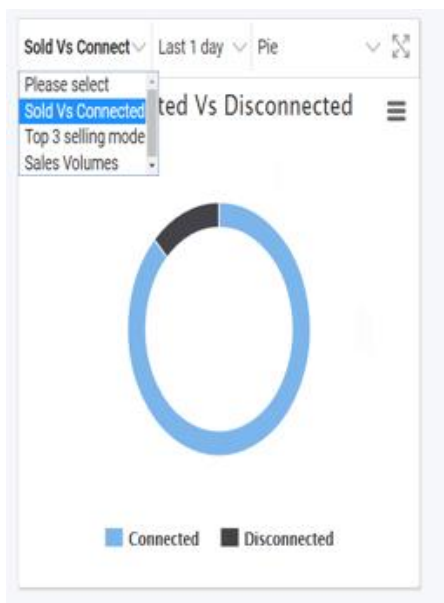 Sold Vs Connect Last 1 day Pie
Please select
Sold Vs Connected
Top 3 selling mode
Sales Volumes
ted Vs Disconnected
Connected Disconnected